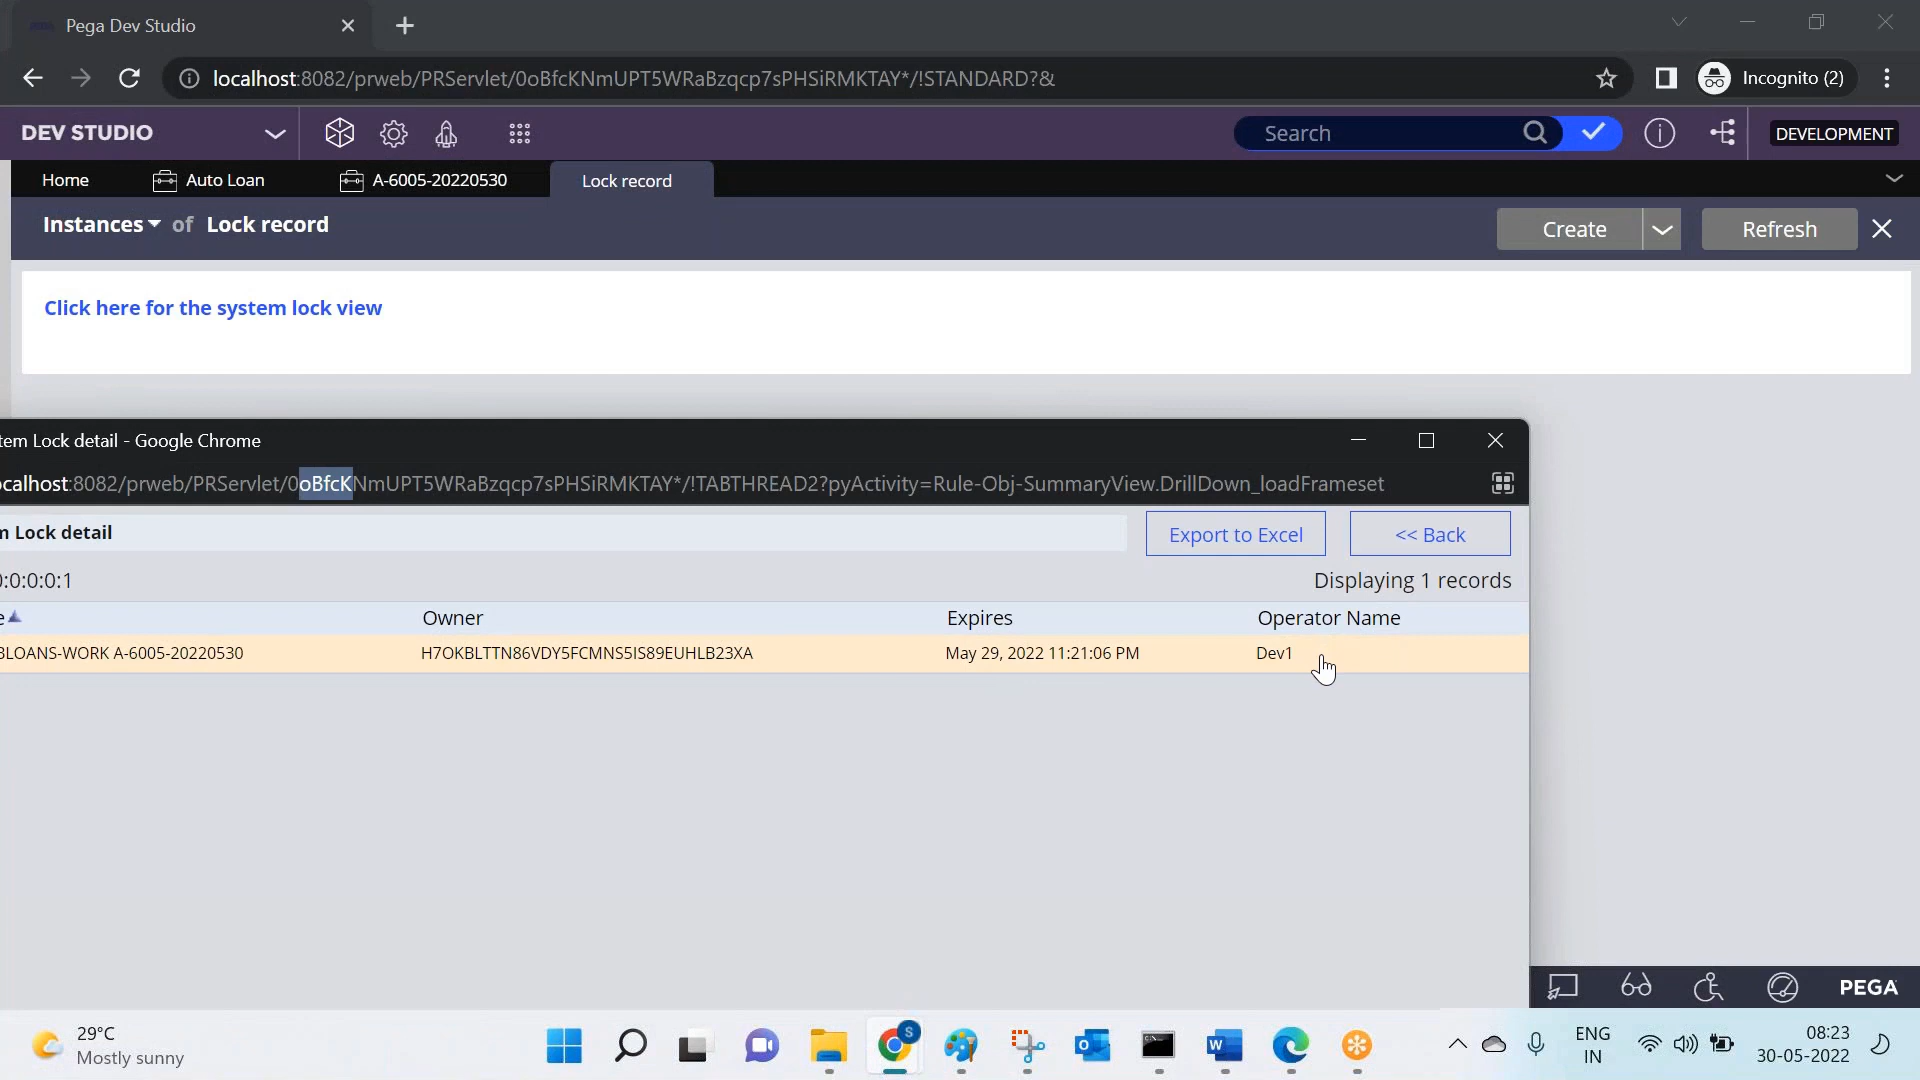 Pega Dev Studio
localhost:8082/prweb/PRServlet/0oBfcKNmUPT5WRaBzqcp7sPHSiRMKTAY*/!STANDARD?&
Incognito (2)
DEV STUDIO
Search
DEVELOPMENT
Home
Auto Loan
A-6005-20220530
Lock record
Instances of Lock record
Create
Refresh
Click here for the system lock view
tem Lock detail - Google Chrome
ocalhost:8082/prweb/PRServlet/0oBfcKNmUPT5WRaBzqcp7sPHSiRMKTAY*/!TABTHREAD2?pyActivity=Rule-Obj-SummaryView.DrillDown_loadFrameset
m Lock detail
Export to Excel
<< Back
0:0:0:0:1
Displaying 1 records
e Owner Expires Operator Name
BLOANS-WORK A-6005-20220530 H7OKBLTTN86VDY5FCMNS5IS89EUHLB23XA May 29, 2022 11:21:06 PM Dev1
PEGA
29°C
Mostly sunny
S
ENG
IN
08:23
30-05-2022